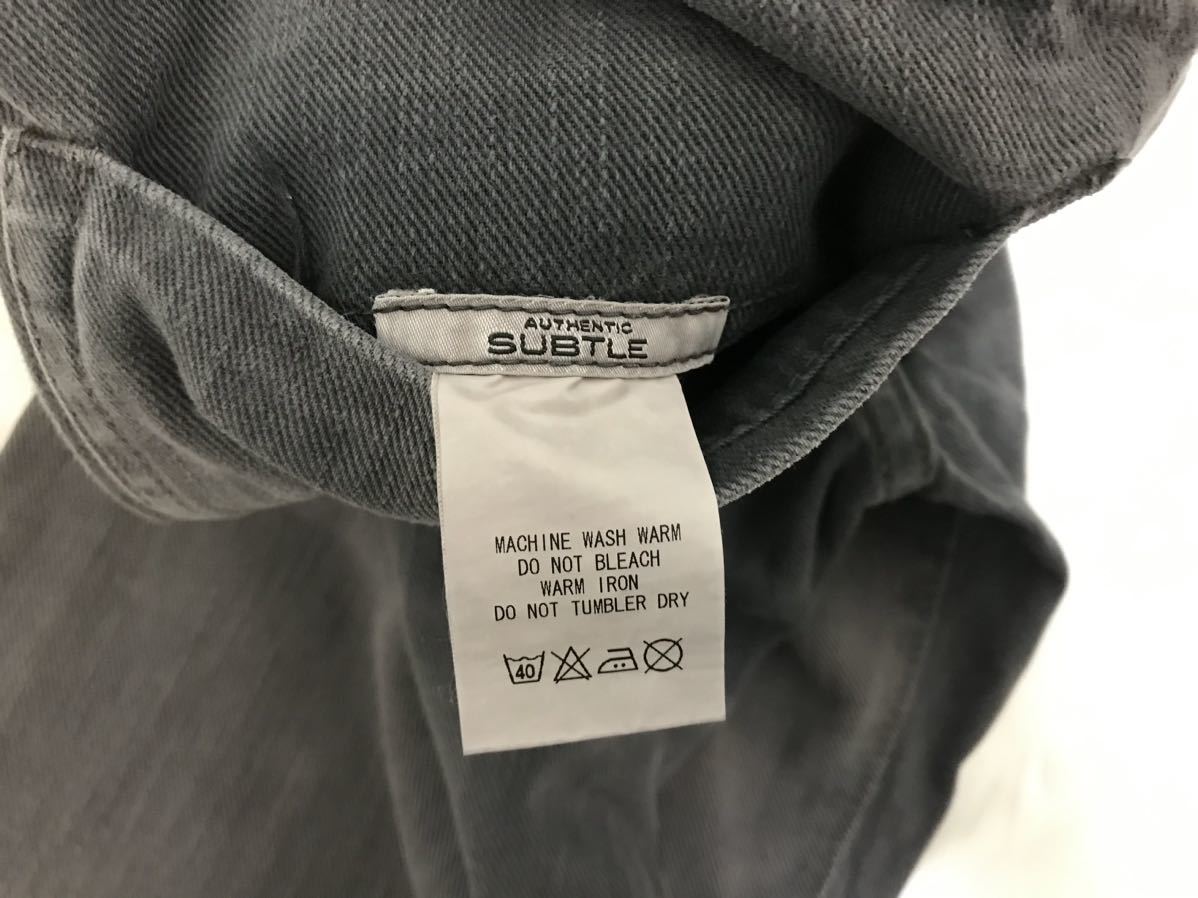 AUTHENTIC
SUBTLE
MACHINE WASH WARM
DO NOT BLEACH
WARM IRON
DO NOT TUMBLER DRY
40